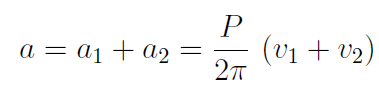 a = a₁ + a₂ = P/2π (v₁ + v₂)